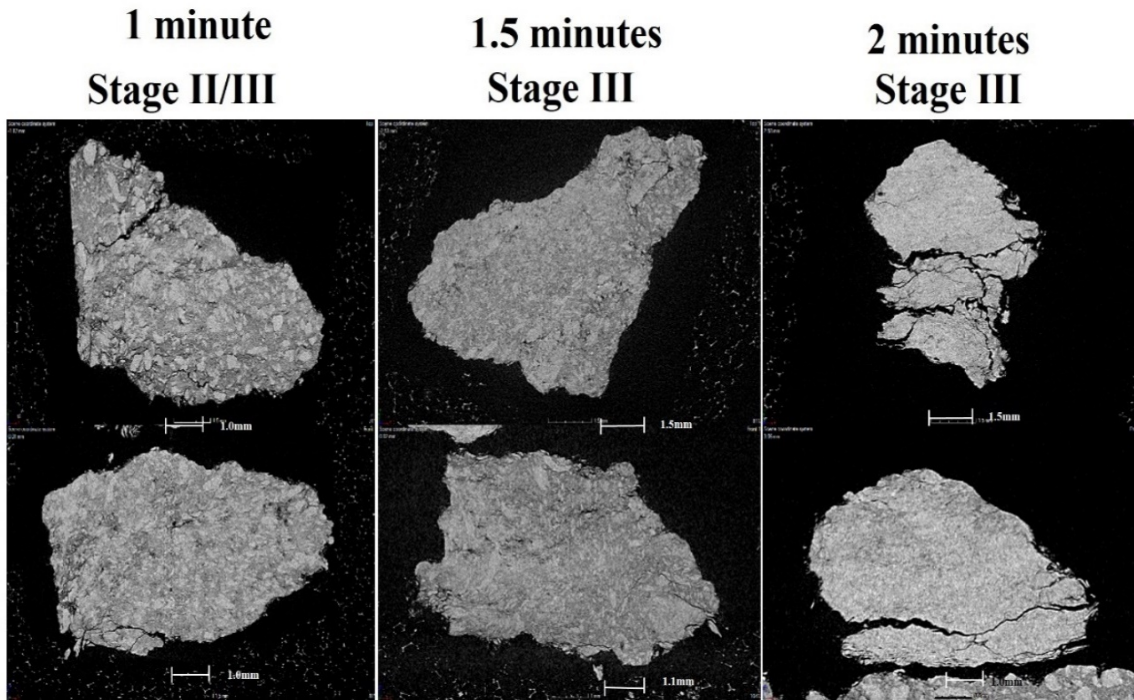 1 minute
Stage II/III
1.5 minutes
Stage III
2 minutes
Stage III
1.0mm
1.5mm
1.5mm
1.0mm
1.1mm
1.0mm